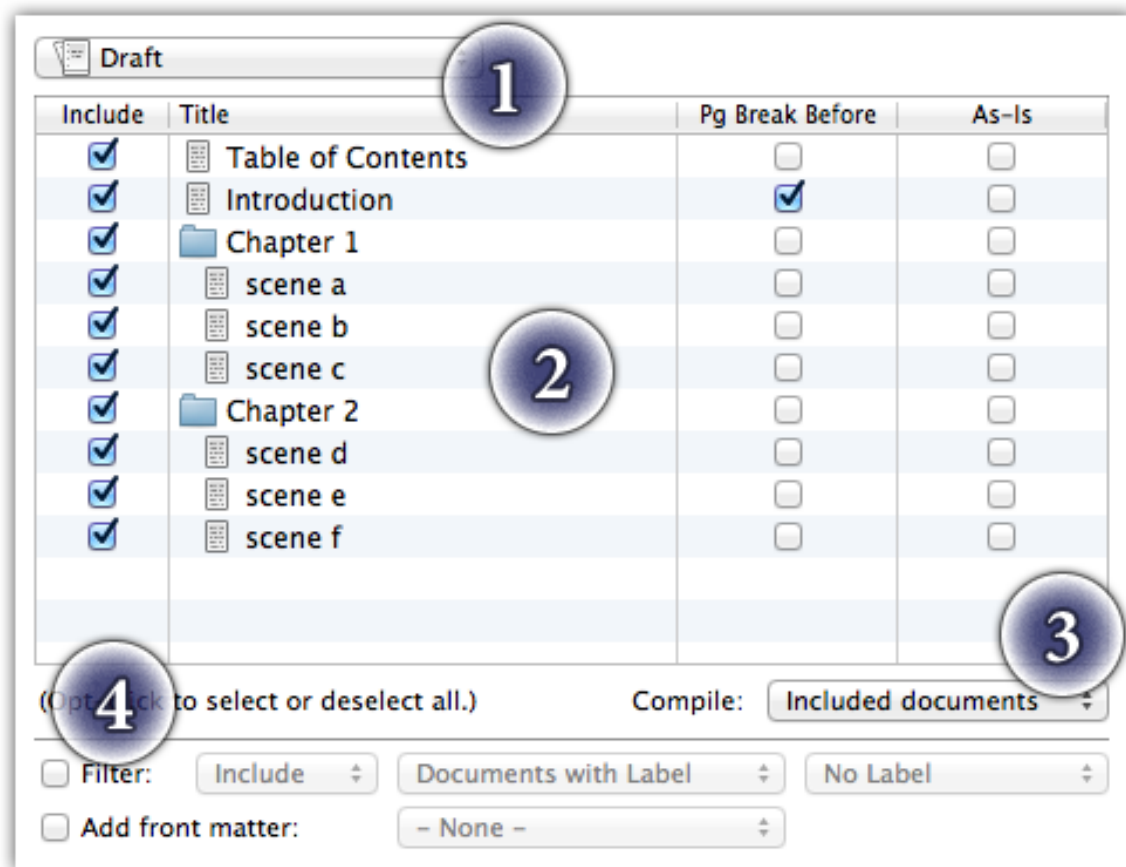 Draft
1
Include Title Pg Break Before As-Is
Table of Contents
Introduction
Chapter 1
scene a
scene b
2
scene c
Chapter 2
scene d
scene e
scene f
3
4
to select or deselect all.) Compile: Included documents
Filter: Include Documents with Label No Label
Add front matter: – None –